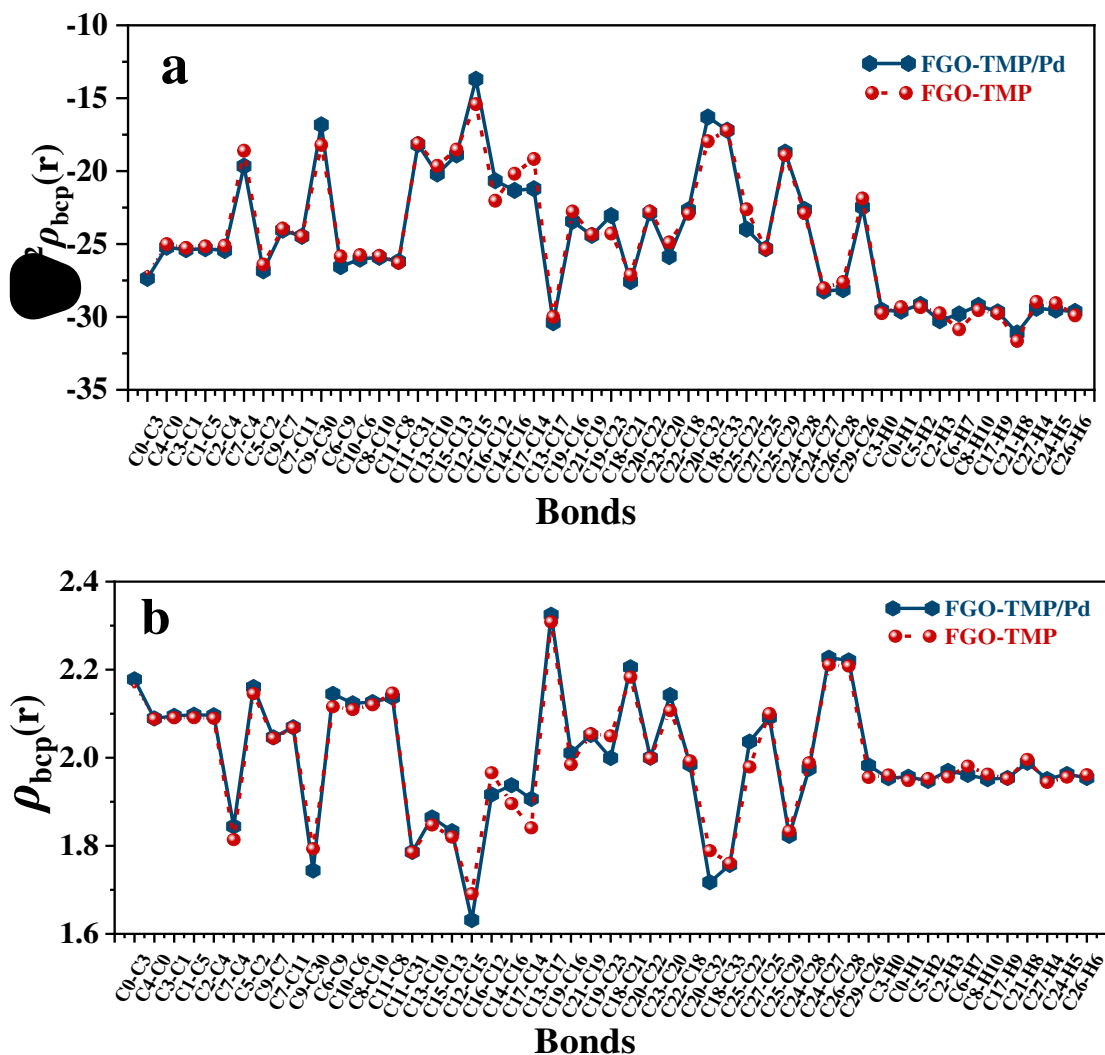 -10
-15
-20
-25
-30
-35
a
FGO-TMP/Pd
FGO-TMP
ρbcp(r)
C0-C3
C4-C0
C3-C1
C1-C5
C2-C4
C7-C4
C5-C2
C9-C7
C7-C11
C9-C30
C6-C9
C10-C6
C8-C10
C11-C8
C11-C31
C13-C10
C15-C13
C12-C15
C16-C12
C14-C16
C17-C14
C13-C17
C19-C16
C21-C19
C19-C23
C18-C21
C20-C22
C23-C20
C22-C18
C20-C32
C18-C33
C25-C22
C27-C25
C25-C29
C24-C28
C24-C27
C26-C28
C29-C26
C3-H0
C0-H1
C5-H2
C2-H3
C6-H7
C8-H10
C17-H9
C21-H8
C27-H4
C24-H5
C26-H6
Bonds
2.4
2.2
2.0
1.8
1.6
b
FGO-TMP/Pd
FGO-TMP
ρbcp(r)
C0-C3
C4-C0
C3-C1
C1-C5
C2-C4
C7-C4
C5-C2
C9-C7
C7-C11
C9-C30
C6-C9
C10-C6
C8-C10
C11-C8
C11-C31
C13-C10
C15-C13
C12-C15
C16-C12
C14-C16
C17-C14
C13-C17
C19-C16
C21-C19
C19-C23
C18-C21
C20-C22
C23-C20
C22-C18
C20-C32
C18-C33
C25-C22
C27-C25
C25-C29
C24-C28
C24-C27
C26-C28
C29-C26
C3-H0
C0-H1
C5-H2
C2-H3
C6-H7
C8-H10
C17-H9
C21-H8
C27-H4
C24-H5
C26-H6
Bonds